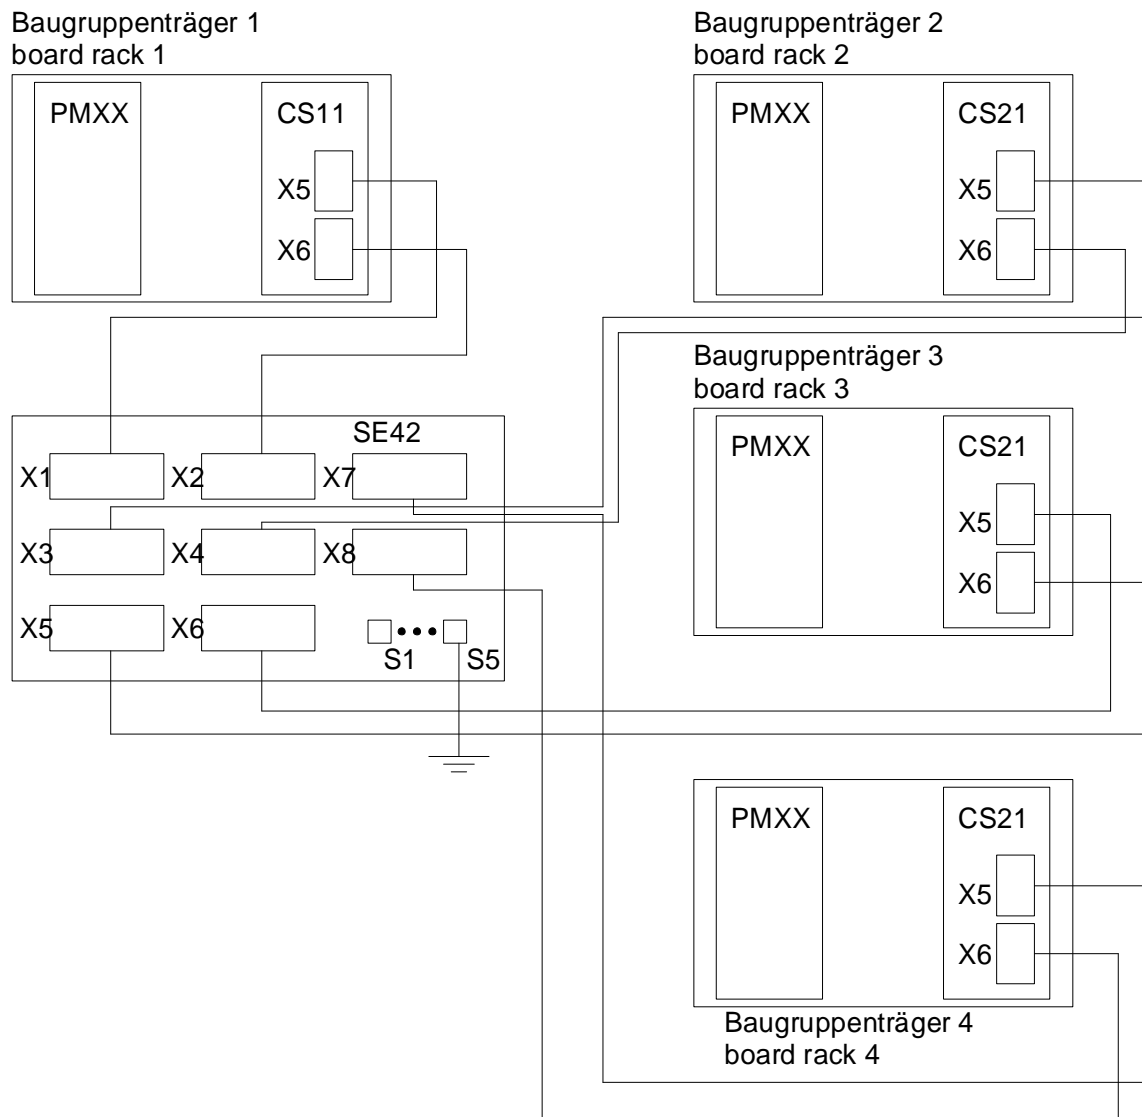 Baugruppenträger 1
board rack 1
PMXX
CS11
X5
X6
Baugruppenträger 2
board rack 2
PMXX
CS21
X5
X6
Baugruppenträger 3
board rack 3
PMXX
CS21
X5
X6
SE42
X1
X2
X7
X3
X4
X8
X5
X6
S1
S5
PMXX
CS21
X5
X6
Baugruppenträger 4
board rack 4